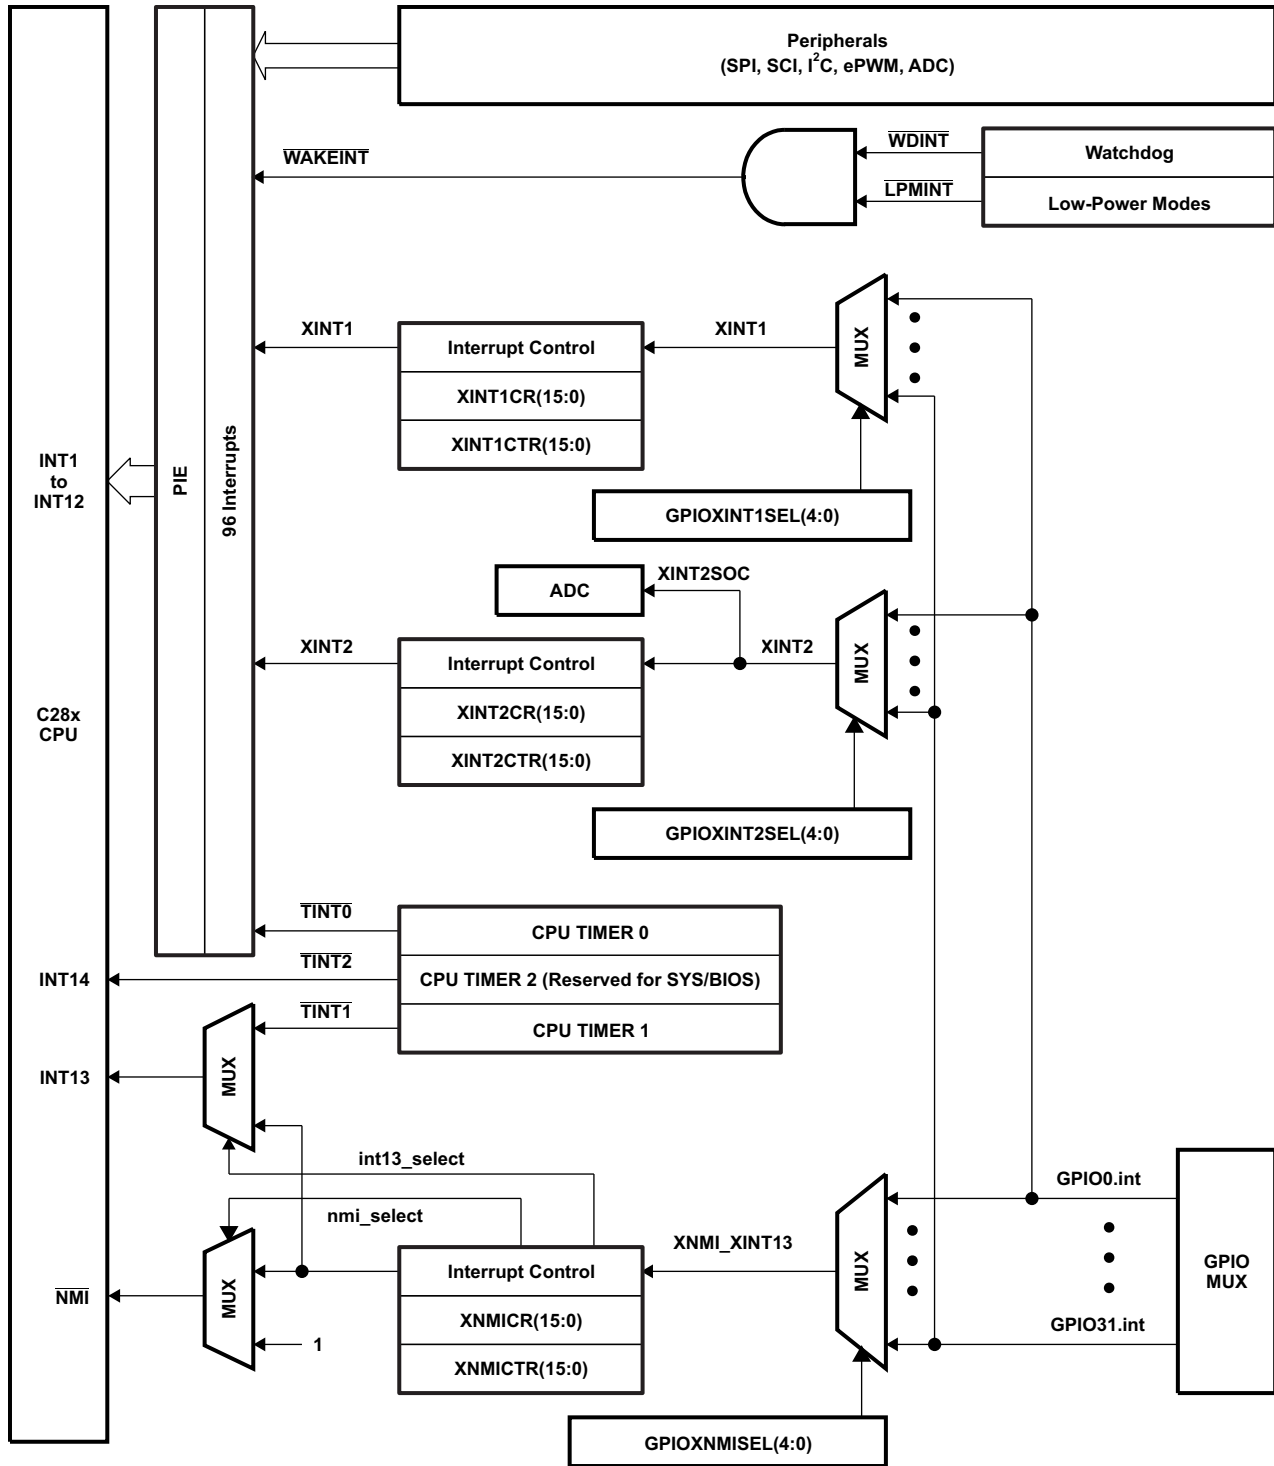 Peripherals
(SPI, SCI, I2C, ePWM, ADC)
WAKEINT
WDINT
Watchdog
LPMINT
Low-Power Modes
XINT1
Interrupt Control
XINT1
MUX
XINT1CR(15:0)
XINT1CTR(15:0)
INT1
to
INT12
PIE
96 Interrupts
GPIOXINT1SEL(4:0)
ADC
XINT2SOC
XINT2
Interrupt Control
XINT2
MUX
XINT2CR(15:0)
C28x
CPU
XINT2CTR(15:0)
GPIOXINT2SEL(4:0)
TINT0
CPU TIMER 0
INT14
TINT2
CPU TIMER 2 (Reserved for SYS/BIOS)
TINT1
CPU TIMER 1
INT13
MUX
int13_select
GPIO0.int
nmi_select
XNMI_XINT13
MUX
Interrupt Control
GPIO
MUX
NMI
MUX
XNMICR(15:0)
GPIO31.int
1
XNMICTR(15:0)
GPIOXNMISEL(4:0)